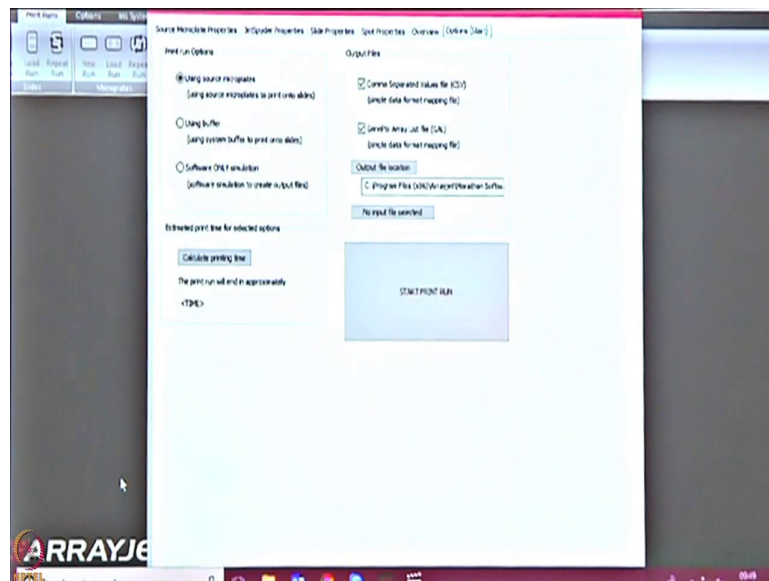 Print Runs Options Jet System
Source Microplate Properties JetSpyder Properties Slide Properties Spot Properties Overview Options (Start)
Load Repeat New Load Repeat
Run Run Run Run Run
Slides Microplates
Print run Options
Using source microplates
(using source microplates to print onto slides)
Using buffer
(using system buffer to print onto slides)
Software ONLY simulation
(software simulation to create output files)
Estimated print time for selected options
Calculate printing time
The print run will end in approximately
<TIME>
Output Files
Comma Separated Values file (CSV)
(simple data format mapping file)
GenePix Array List file (GAL)
(simple data format mapping file)
Output file location
C:\Program Files (x86)\Arrayjet\Marathon Softwa
No input file selected
START PRINT RUN
ARRAYJE
NPTEL